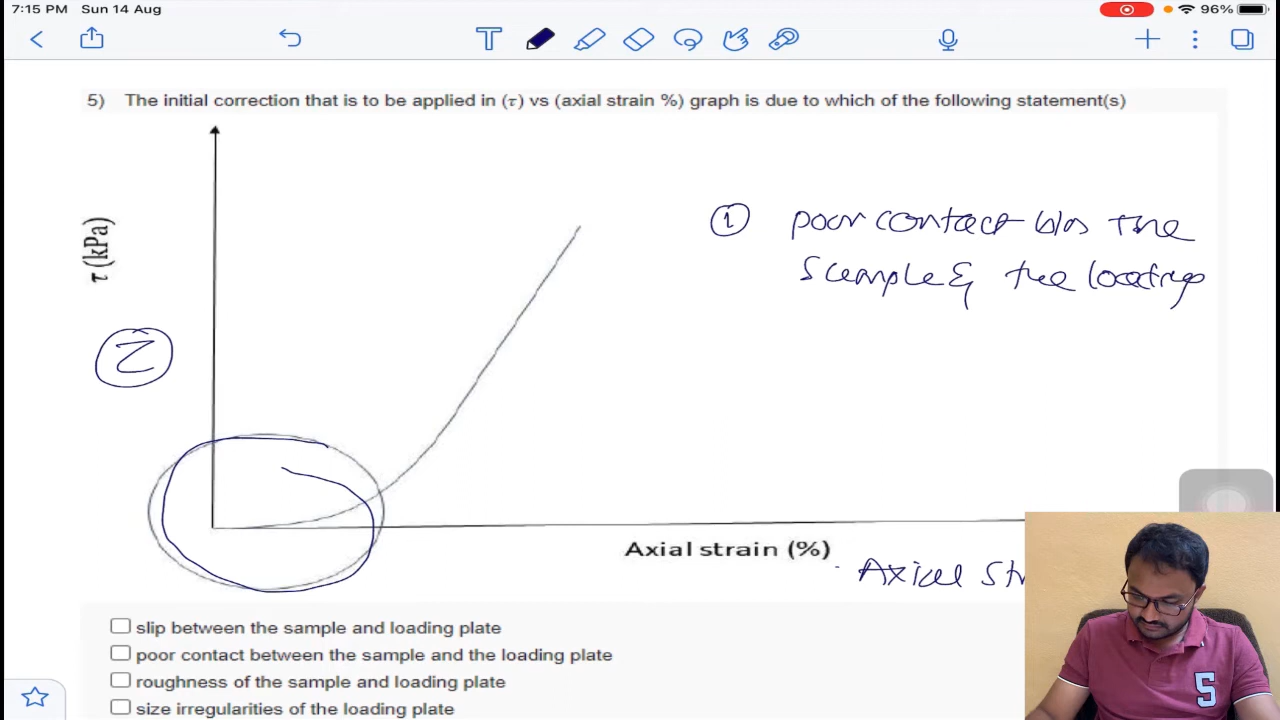 7:15 PM Sun 14 Aug
96%
T
5) The initial correction that is to be applied in (τ) vs (axial strain %) graph is due to which of the following statement(s)
τ (kPa)
① poor contact b/n the
sample & the loading
τ
Axial strain (%)
Axial St
slip between the sample and loading plate
poor contact between the sample and the loading plate
roughness of the sample and loading plate
size irregularities of the loading plate
5